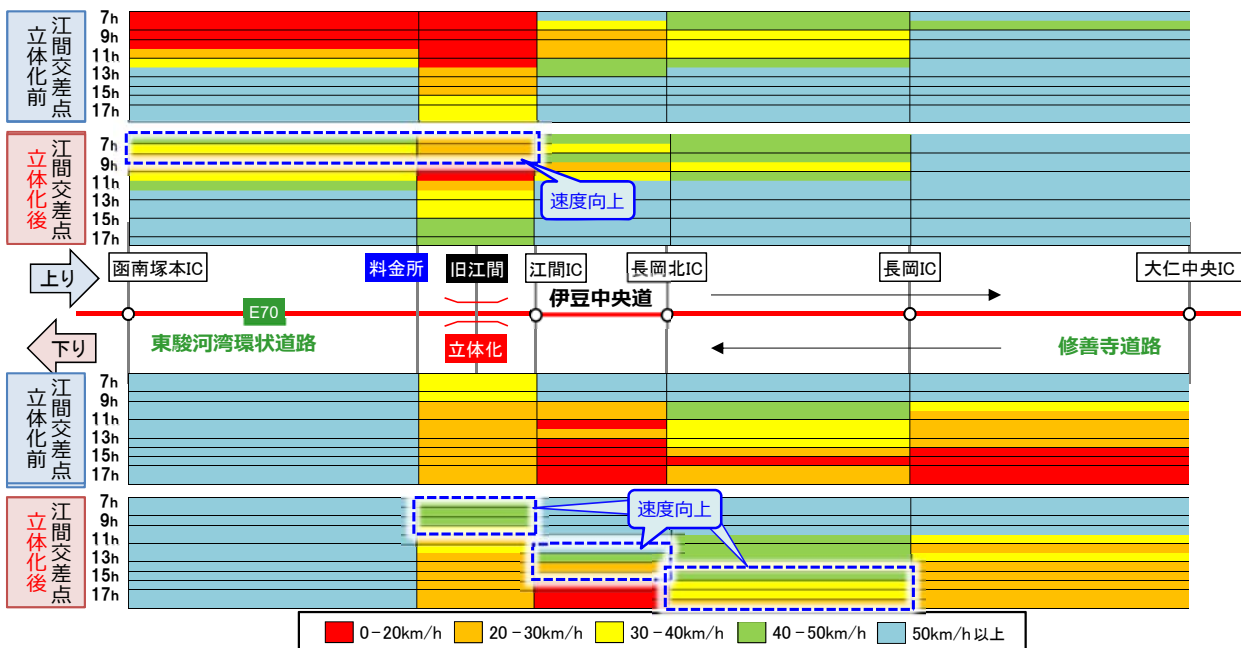 江間交差点
立体化前
7h
9h
11h
13h
15h
17h
江間交差点
立体化後
7h
9h
11h
13h
15h
17h
速度向上
上り
函南塚本IC
料金所
旧江間
江間IC
長岡北IC
長岡IC
大仁中央IC
伊豆中央道
E70
下り
東駿河湾環状道路
立体化
修善寺道路
江間交差点
立体化前
7h
9h
11h
13h
15h
17h
江間交差点
立体化後
7h
9h
11h
13h
15h
17h
速度向上
0-20km/h 20-30km/h 30-40km/h 40-50km/h 50km/h以上